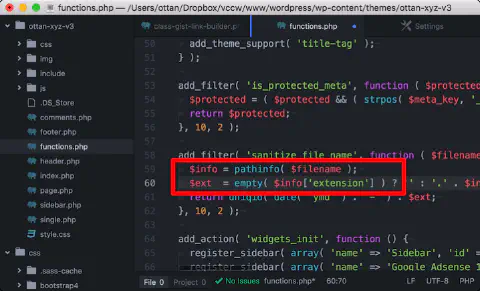 functions.php — /Users/ottan/Dropbox/vccw/www/wordpress/wp-content/themes/ottan-xyz-v3
ottan-xyz-v3
css
img
include
js
.DS_Store
comments.php
footer.php
functions.php
header.php
index.php
page.php
sidebar.php
single.php
style.css
css
.sass-cache
bootstrap4
class-gist-link-builder.p
functions.php
Settings
50 add_theme_support( 'title-tag' );
51 } );
52
53 add_filter( 'is_protected_meta', function ( $protected
54 $protected = ( $protected && ( strpos( $meta_key, '_
55 return $protected;
56 }, 10, 2 );
57
58 add_filter( 'sanitize_file_name', function ( $filename
59 $info = pathinfo( $filename );
60 $ext = empty( $info['extension'] ) ? '' : '.' . $in
61 return uniqid( date( 'ymd' ) . '-' ) . $ext;
62 }, 10, 2 );
63
64 add_action( 'widgets_init', function () {
65 register_sidebar( array( 'name' => 'Sidebar', 'id' =
66 register_sidebar( array( 'name' => 'Google Adsense 1
File 0 Project 0 No Issues functions.php* 60:70 LF UTF-8 PHP